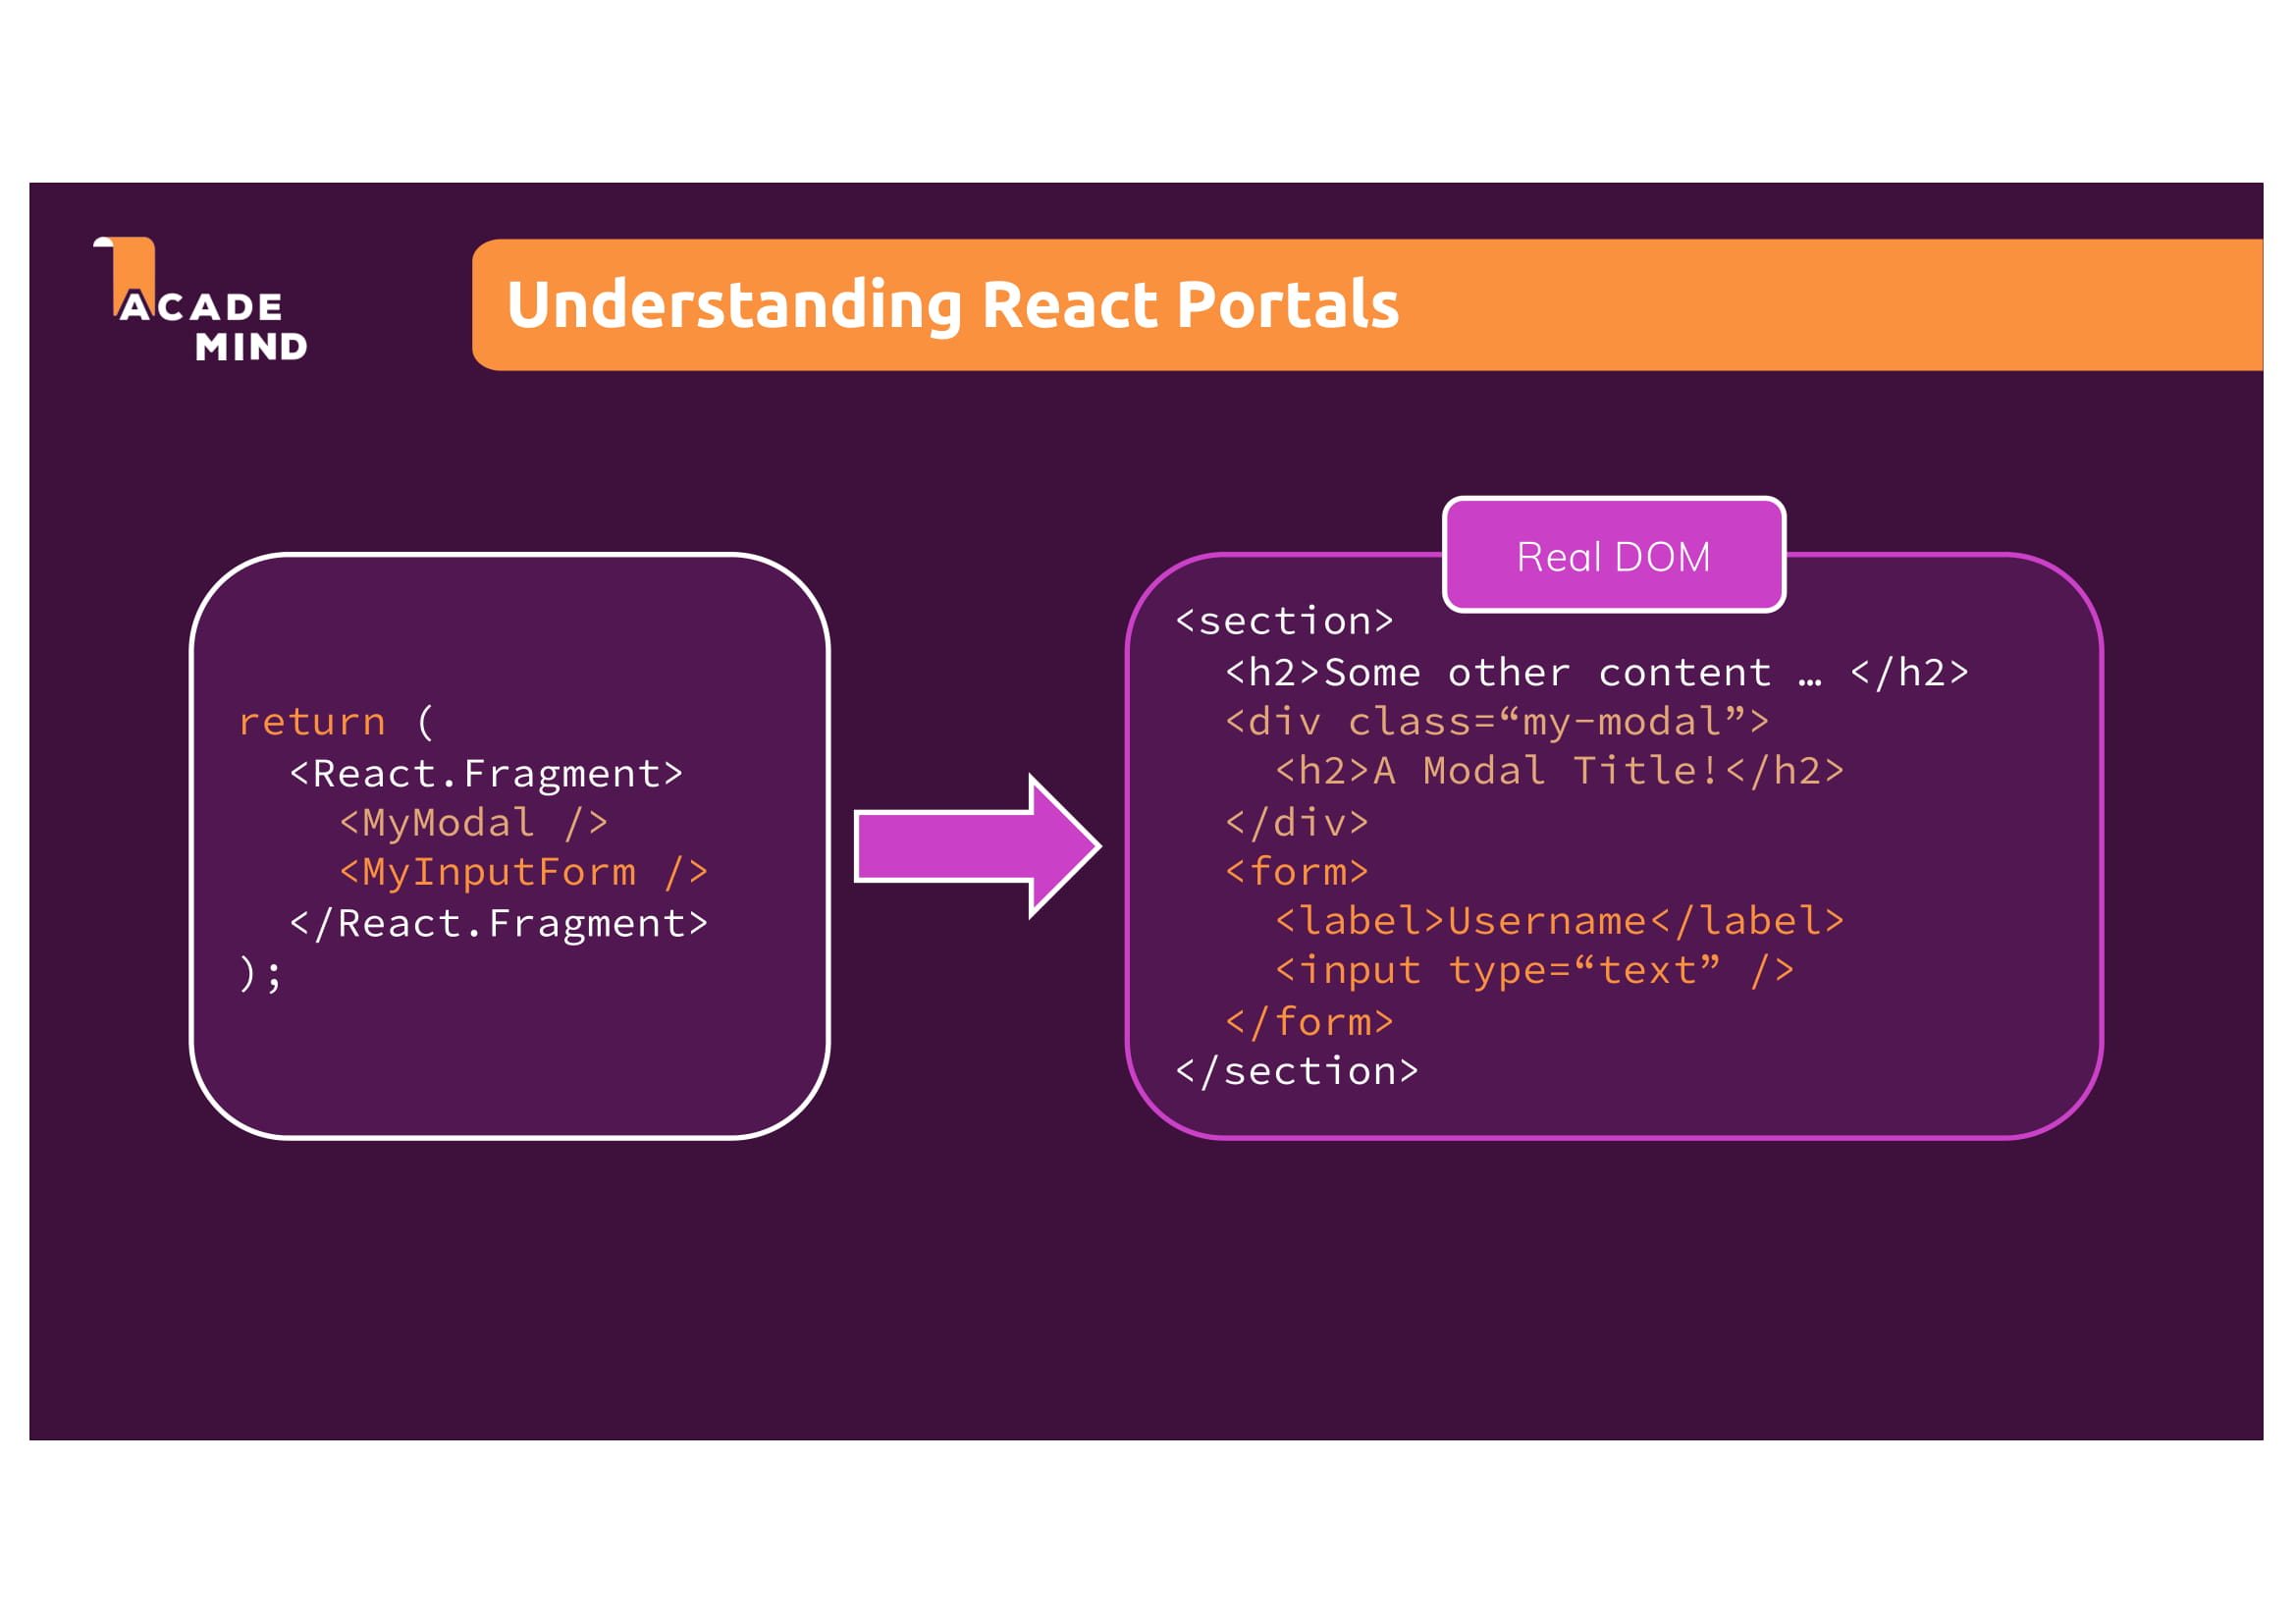 ACADE
MIND
Understanding React Portals
return (
  <React.Fragment>
    <MyModal />
    <MyInputForm />
  </React.Fragment>
);
Real DOM
<section>
  <h2>Some other content … </h2>
  <div class=“my-modal”>
    <h2>A Modal Title!</h2>
  </div>
  <form>
    <label>Username</label>
    <input type=“text” />
  </form>
</section>